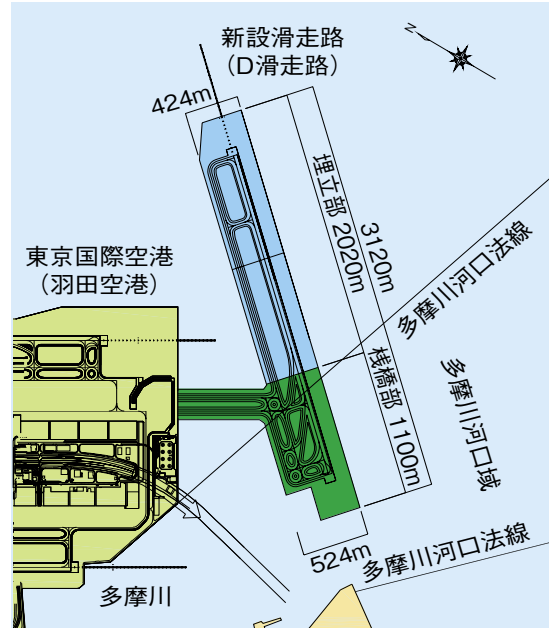 新設滑走路
（D滑走路）
N
424m
埋立部 2020m
3120m
東京国際空港
（羽田空港）
多摩川河口法線
桟橋部 1100m
多摩川河口域
524m
多摩川河口法線
多摩川